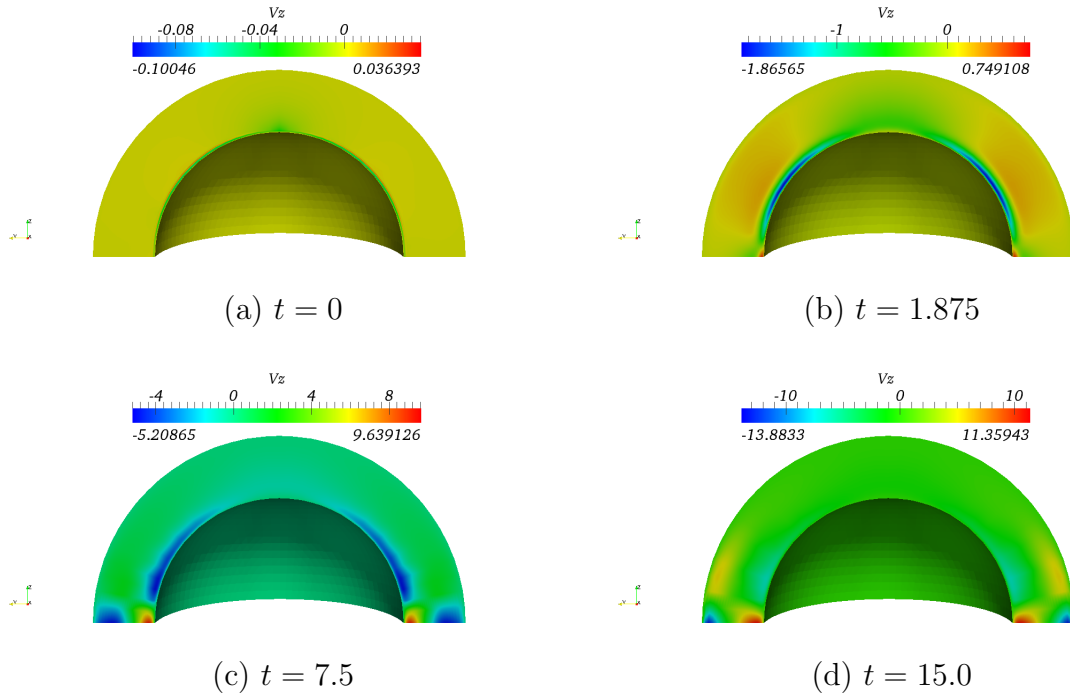 Vz
-0.08 -0.04 0
-0.10046 0.036393
(a) t = 0
Vz
-1 0
-1.86565 0.749108
(b) t = 1.875
Vz
-4 0 4 8
-5.20865 9.639126
(c) t = 7.5
Vz
-10 0 10
-13.8833 11.35943
(d) t = 15.0